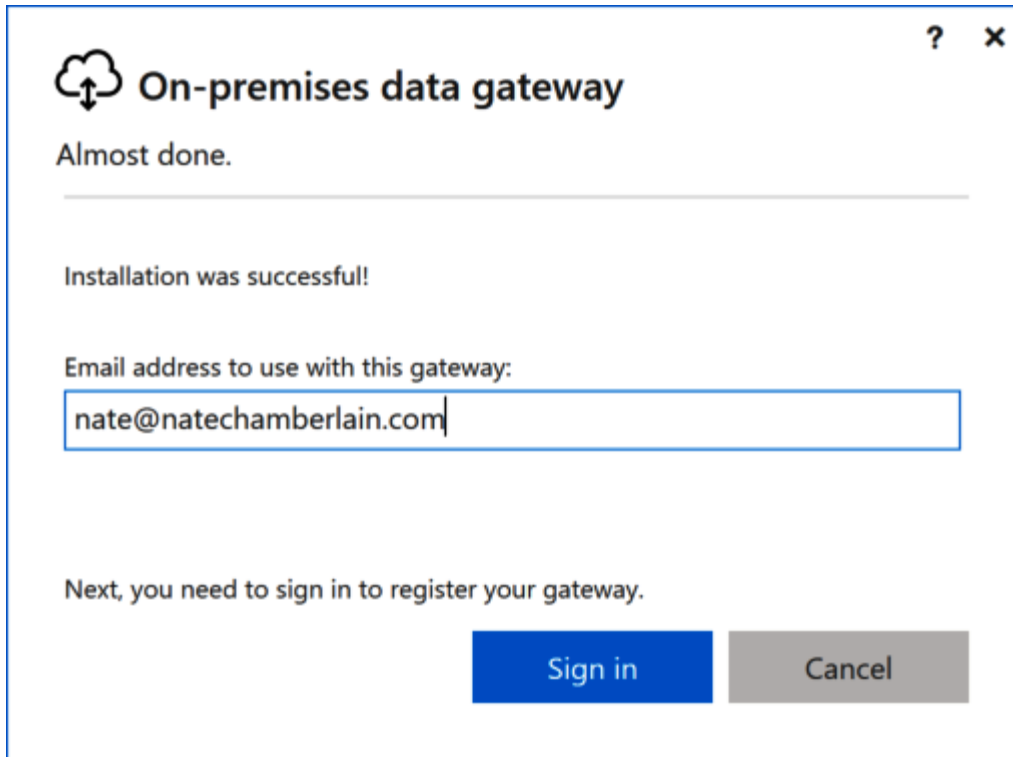 ?
×
On-premises data gateway
Almost done.
Installation was successful!
Email address to use with this gateway:
nate@natechamberlain.com
Next, you need to sign in to register your gateway.
Sign in
Cancel